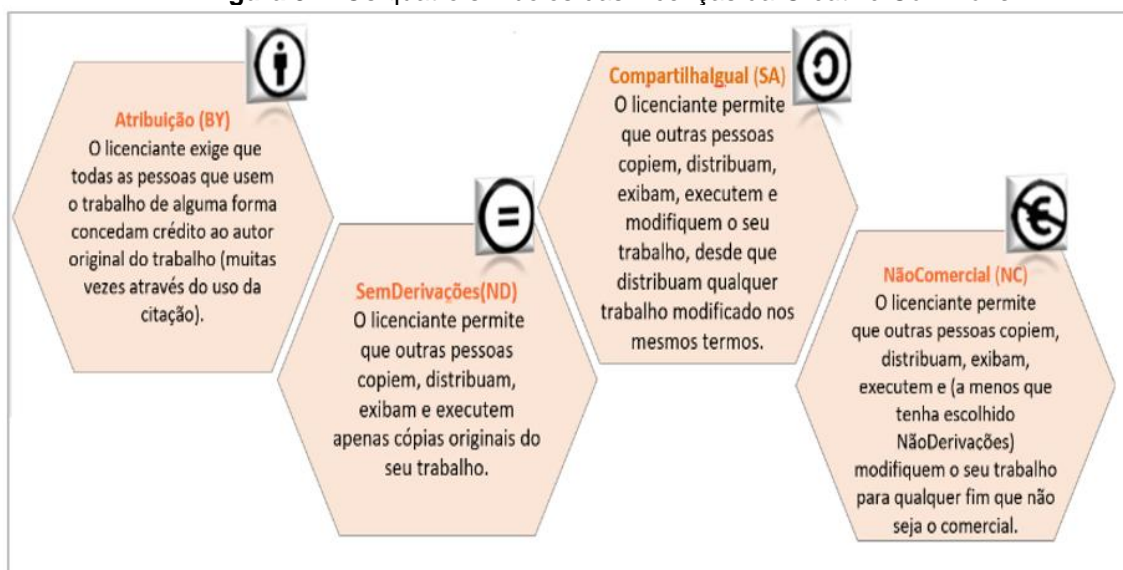 Atribuição (BY)
O licenciante exige que
todas as pessoas que usem
o trabalho de alguma forma
concedam crédito ao autor
original do trabalho (muitas
vezes através do uso da
citação).
SemDerivações(ND)
O licenciante permite
que outras pessoas
copiem, distribuam,
exibam e executem
apenas cópias originais do
seu trabalho.
CompartilhaIgual (SA)
O licenciante permite
que outras pessoas
copiem, distribuam,
exibam, executem e
modifiquem o seu
trabalho, desde que
distribuam qualquer
trabalho modificado nos
mesmos termos.
NãoComercial (NC)
O licenciante permite
que outras pessoas copiem,
distribuam, exibam,
executem e (a menos que
tenha escolhido
NãoDerivações)
modifiquem o seu trabalho
para qualquer fim que não
seja o comercial.